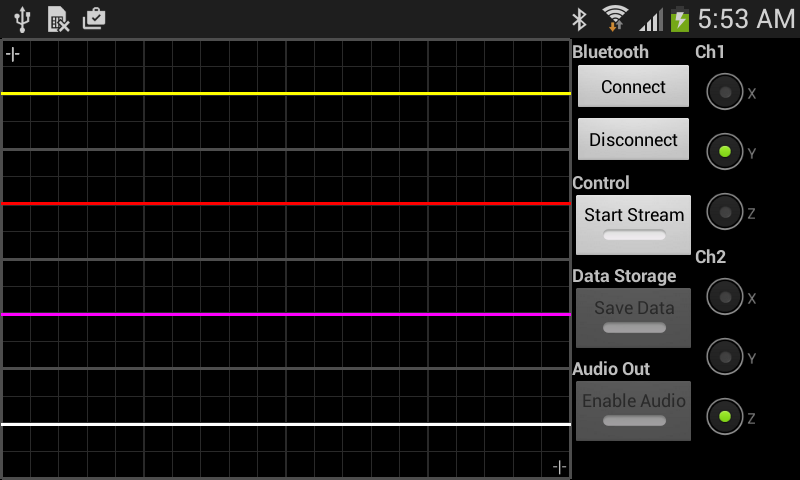 5:53 AM
-|-
Bluetooth
Connect
Disconnect
Control
Start Stream
Data Storage
Save Data
Audio Out
Enable Audio
Ch1
X
Y
Z
Ch2
X
Y
Z
-|-